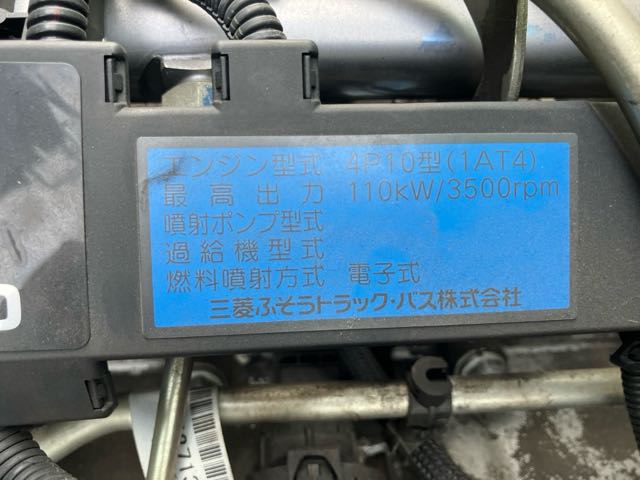 エンジン型式 4P10型(1AT4)
最高出力 110KW/3500rpm
噴射ポンプ型式
過給機型式
燃料噴射方式 電子式
三菱ふそうトラック・バス株式会社